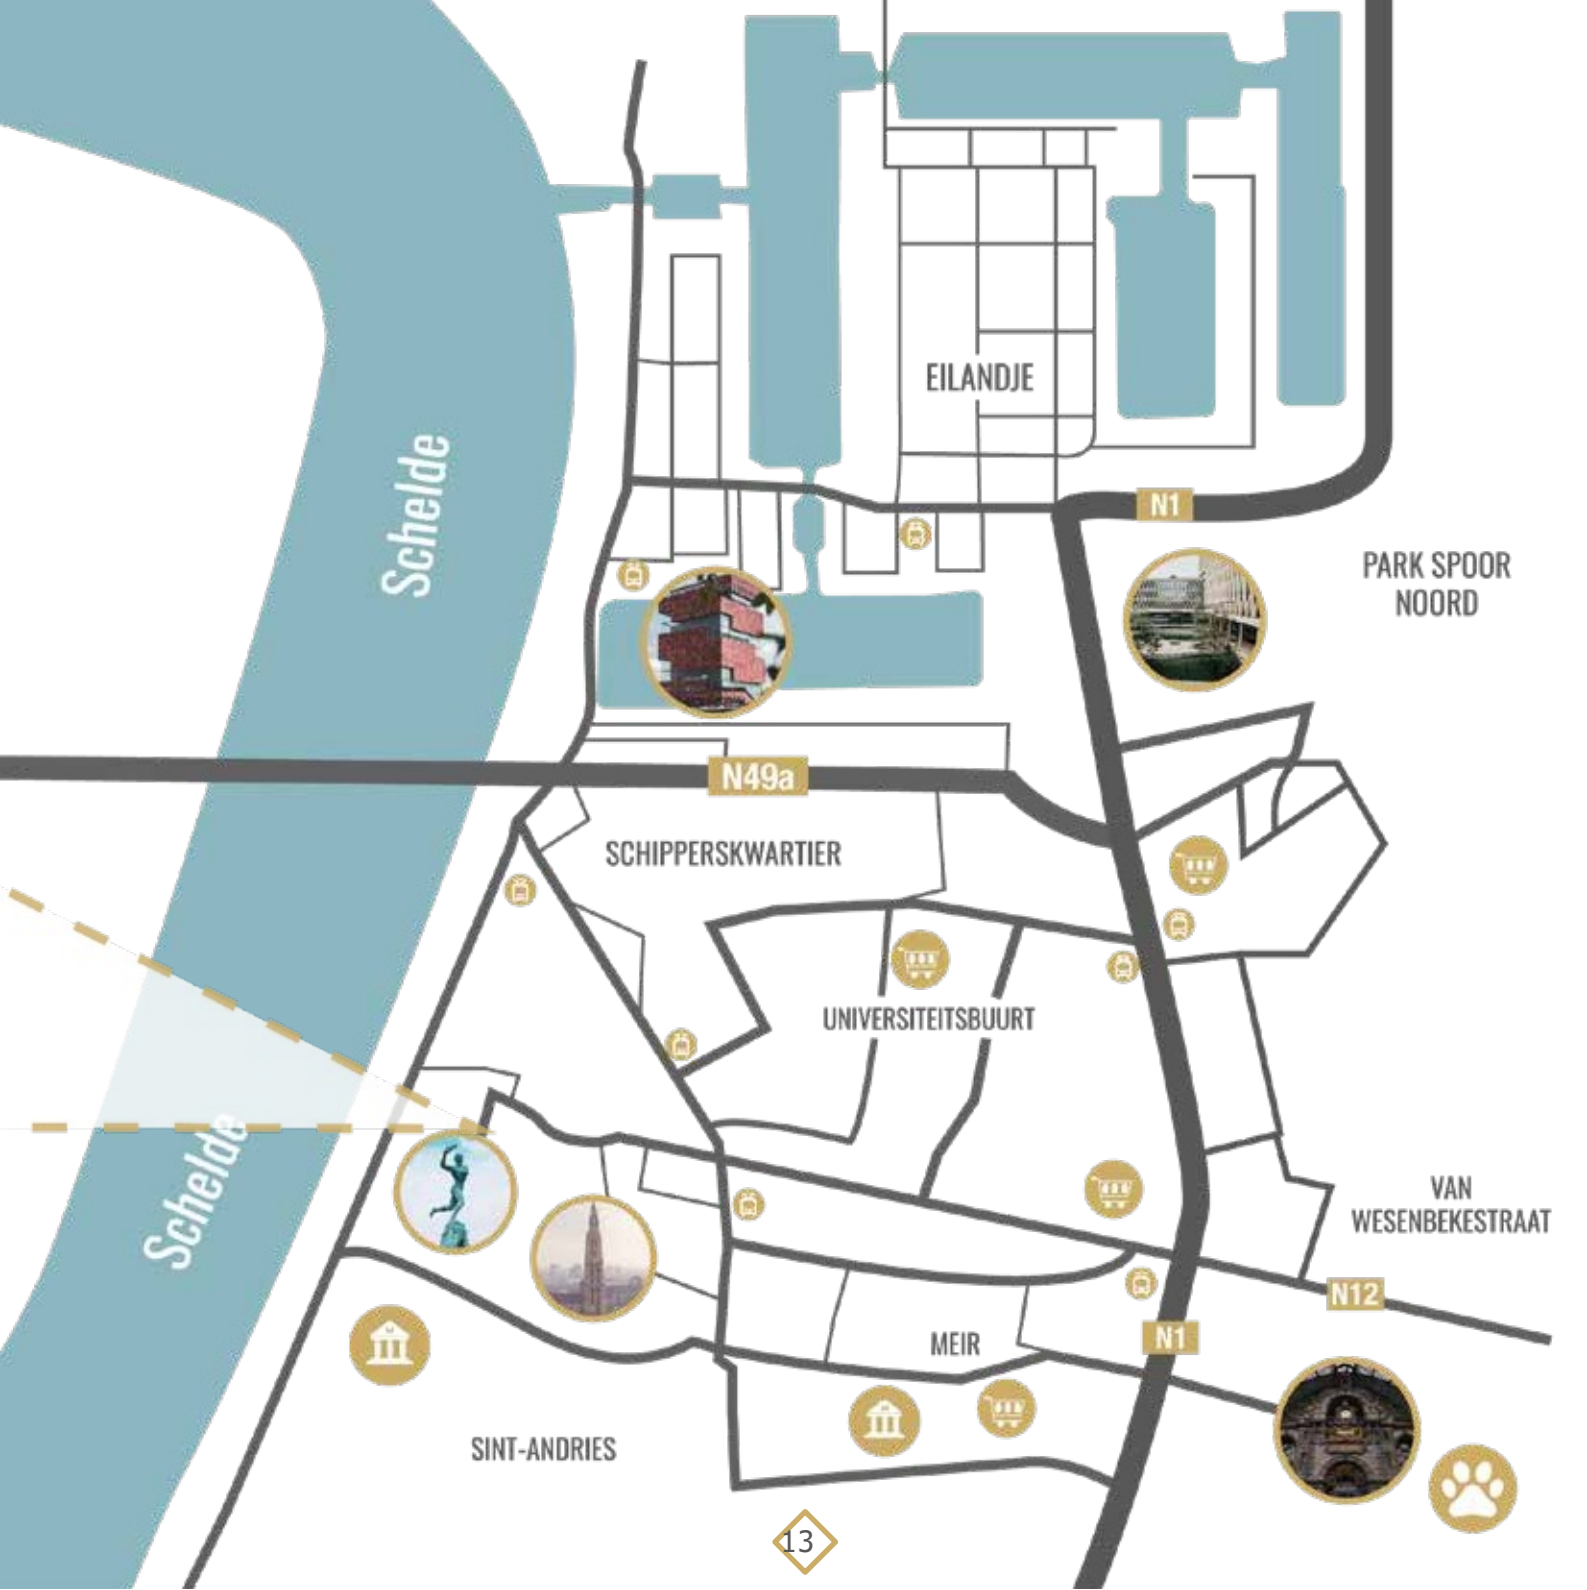 EILANDJE
Schelde
N1
PARK SPOOR
NOORD
N49a
SCHIPPERSKWARTIER
UNIVERSITEITSBUURT
Schelde
VAN
WESENBEKESTRAAT
N12
N1
MEIR
SINT-ANDRIES
13